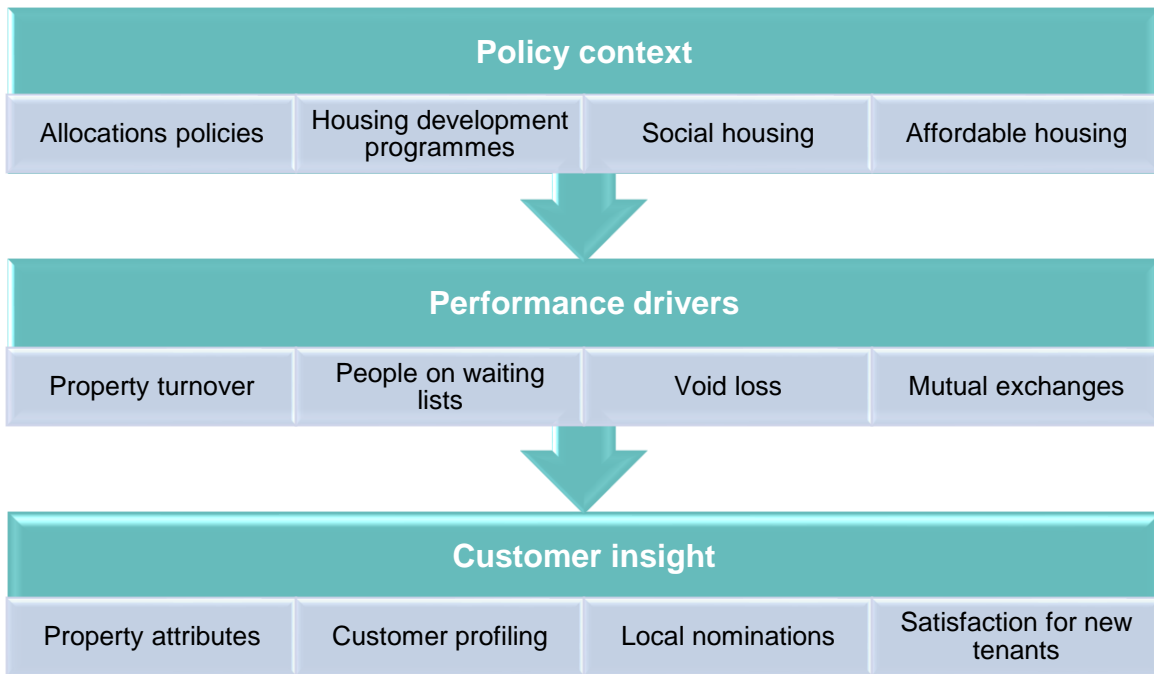 Policy context
Allocations policies
Housing development
programmes
Social housing
Affordable housing
Performance drivers
Property turnover
People on waiting
lists
Void loss
Mutual exchanges
Customer insight
Property attributes
Customer profiling
Local nominations
Satisfaction for new
tenants